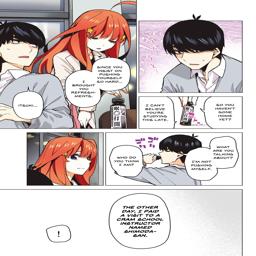 SO YOU
HAVEN'T
GONE
HOME
YET?
I CAN'T
BELIEVE
YOU'RE
STUDYING
THIS LATE.
SINCE YOU
INSIST ON
PUSHING
YOURSELF
SO HARD...
I
BROUGHT
YOU
REFRESH-
MENTS.
ITSUKI...
WHAT
ARE YOU
TALKING
ABOUT?
I'M NOT
PUSHING
MYSELF.
WHO DO YOU
THINK I
AM?
THE
OTHER
DAY, I PAID
A VISIT TO A
CRAM SCHOOL
INSTRUCTOR
NAMED
SHIMODA-
SAN.
!